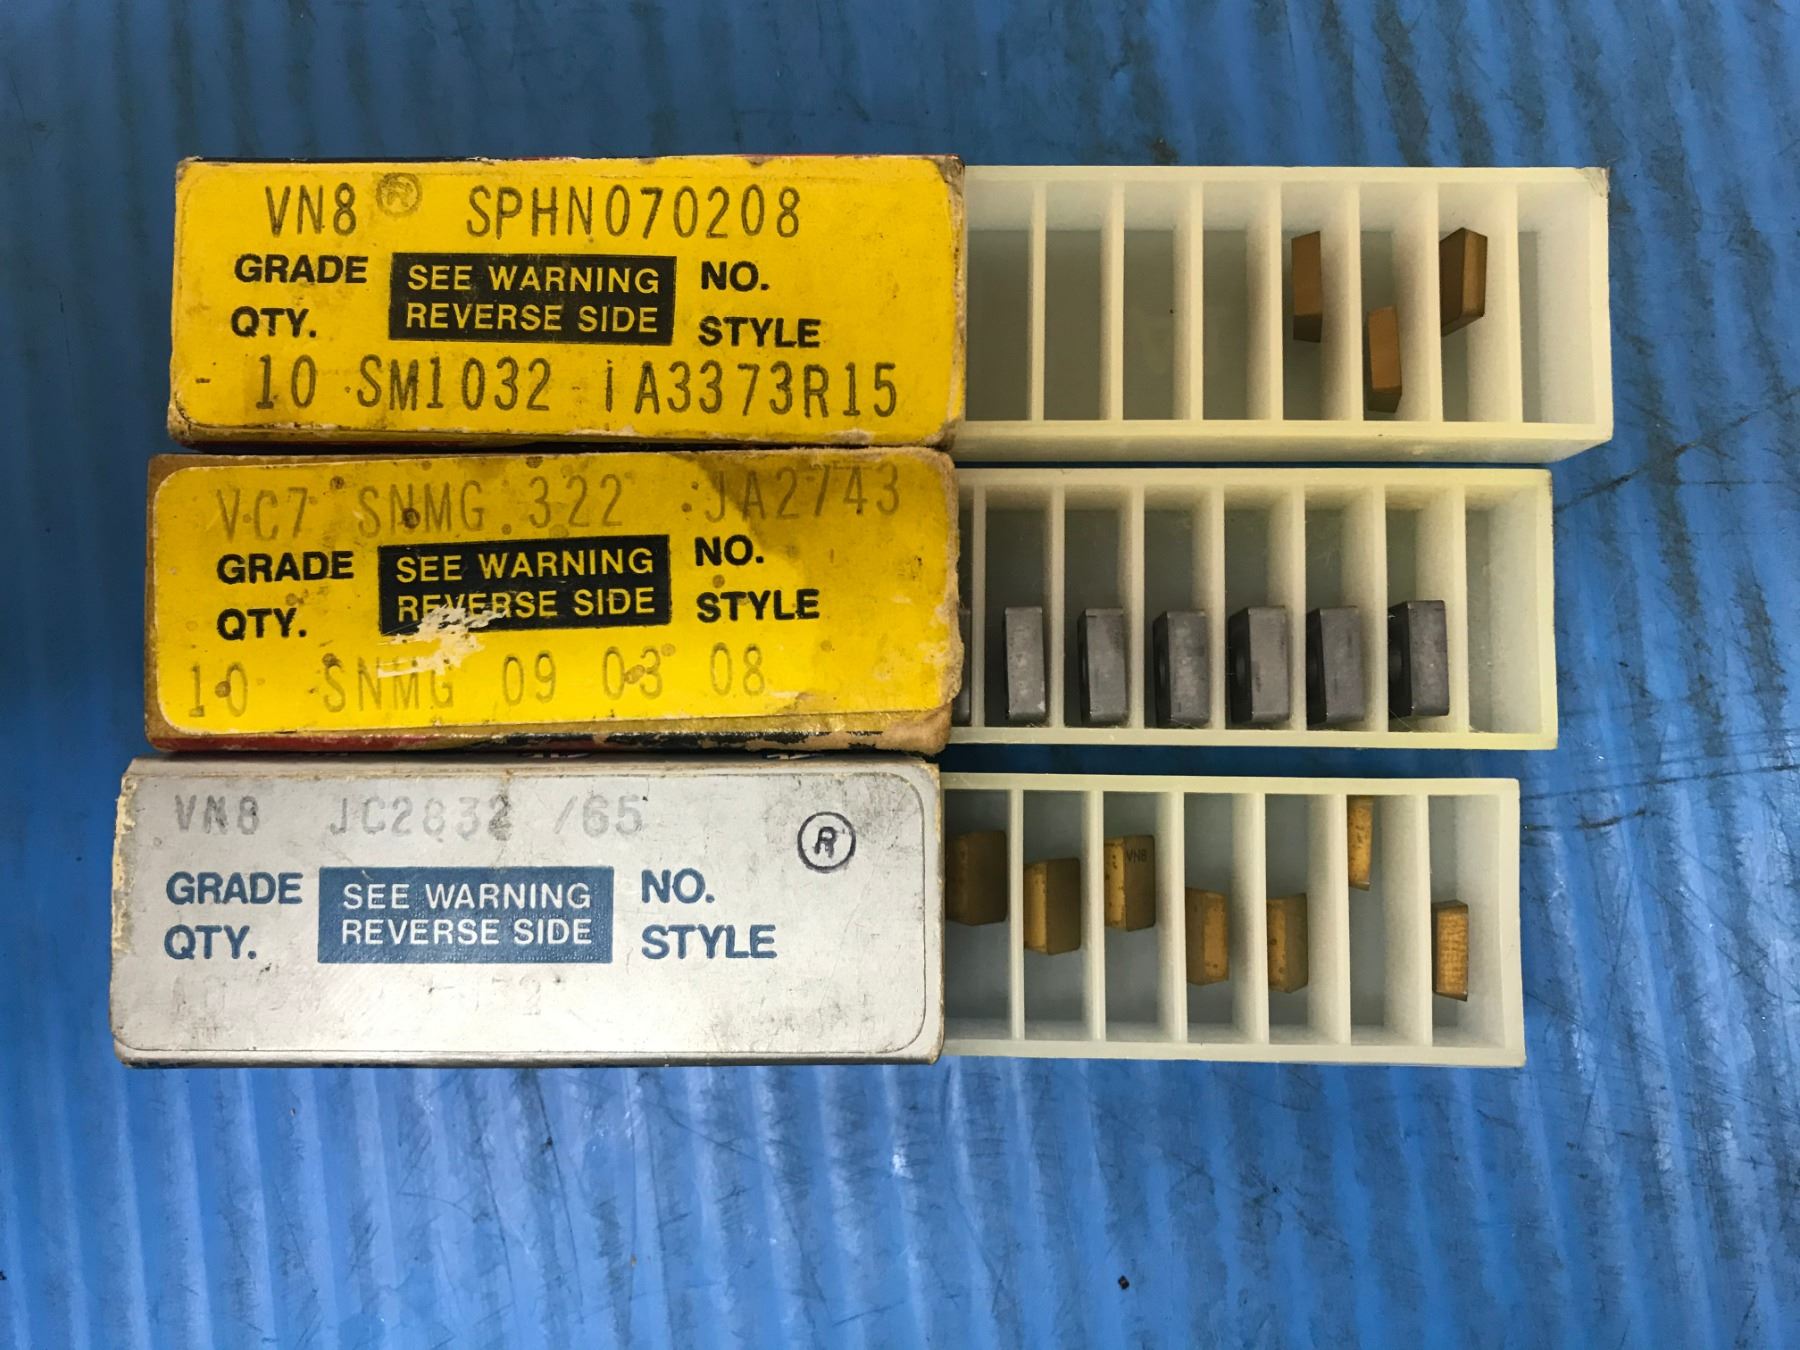 VN8 ® SPHN070208
GRADE SEE WARNING NO.
QTY. REVERSE SIDE STYLE
- 10 SM1032 iA3373R15
VC7 SNMG 322 JA2743
GRADE SEE WARNING NO.
QTY. REVERSE SIDE STYLE
10 SNMG 09 03 08
VN8 JC2832 /65
®
GRADE SEE WARNING NO.
QTY. REVERSE SIDE STYLE
VN8